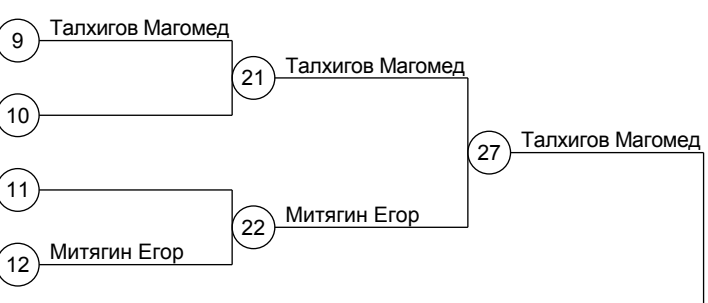 9 Талхигов Магомед
21 Талхигов Магомед
10
27 Талхигов Магомед
11
22 Митягин Егор
12 Митягин Егор